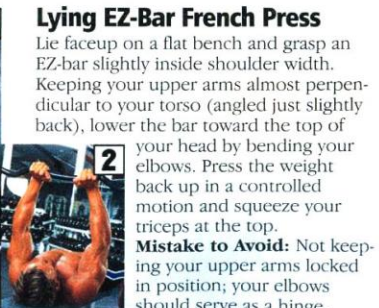 Lying EZ-Bar French Press
Lie faceup on a flat bench and grasp an
EZ-bar slightly inside shoulder width.
Keeping your upper arms almost perpen-
dicular to your torso (angled just slightly
back), lower the bar toward the top of
your head by bending your
2
elbows. Press the weight
back up in a controlled
motion and squeeze your
triceps at the top.
Mistake to Avoid: Not keep-
ing your upper arms locked
in position; your elbows
should serve as a hinge